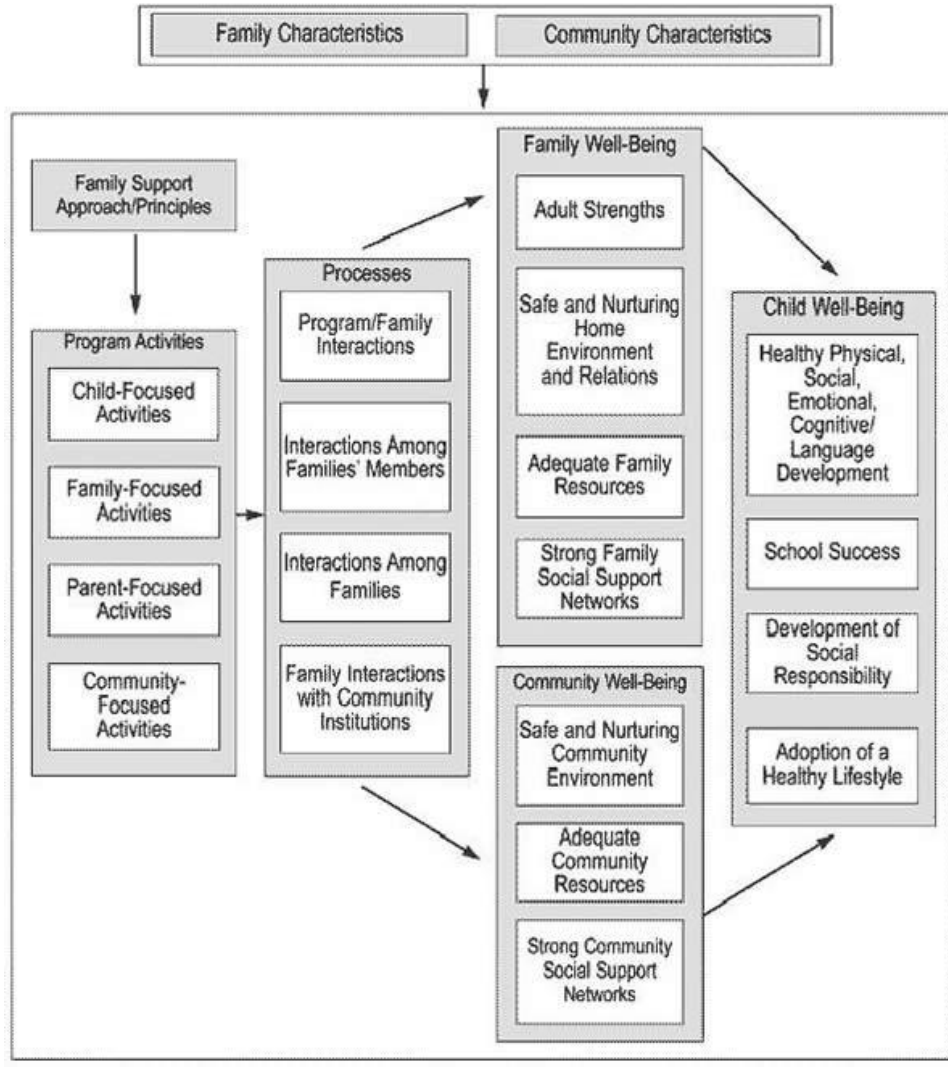 Family Characteristics
Community Characteristics
Family Support
Approach/Principles
Program Activities
Child-Focused
Activities
Family-Focused
Activities
Parent-Focused
Activities
Community-
Focused
Activities
Processes
Program/Family
Interactions
Interactions Among
Families' Members
Interactions Among
Families
Family Interactions
with Community
Institutions
Family Well-Being
Adult Strengths
Safe and Nurturing
Home
Environment
and Relations
Adequate Family
Resources
Strong Family
Social Support
Networks
Community Well-Being
Safe and Nurturing
Community
Environment
Adequate
Community
Resources
Strong Community
Social Support
Networks
Child Well-Being
Healthy Physical,
Social,
Emotional,
Cognitive/
Language
Development
School Success
Development of
Social
Responsibility
Adoption of a
Healthy Lifestyle